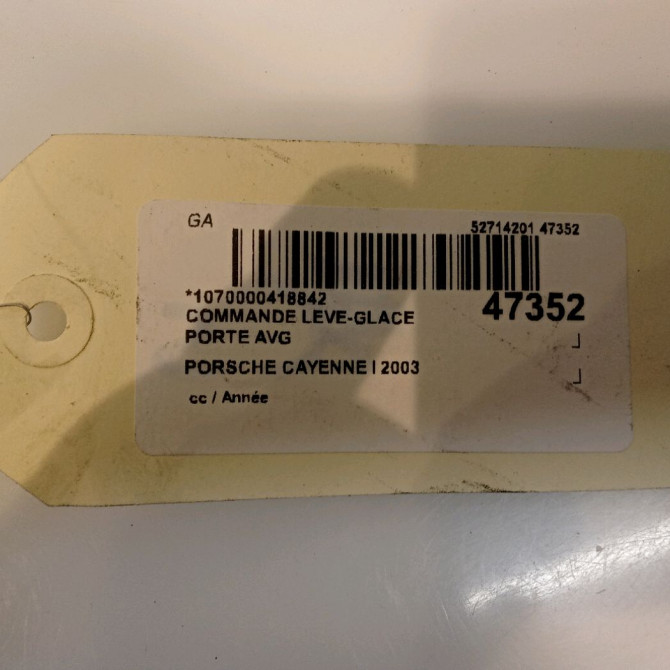 GA
52714201 47352
*1070000418842
47352
COMMANDE LEVE-GLACE
PORTE AVG
PORSCHE CAYENNE I 2003
cc / Année